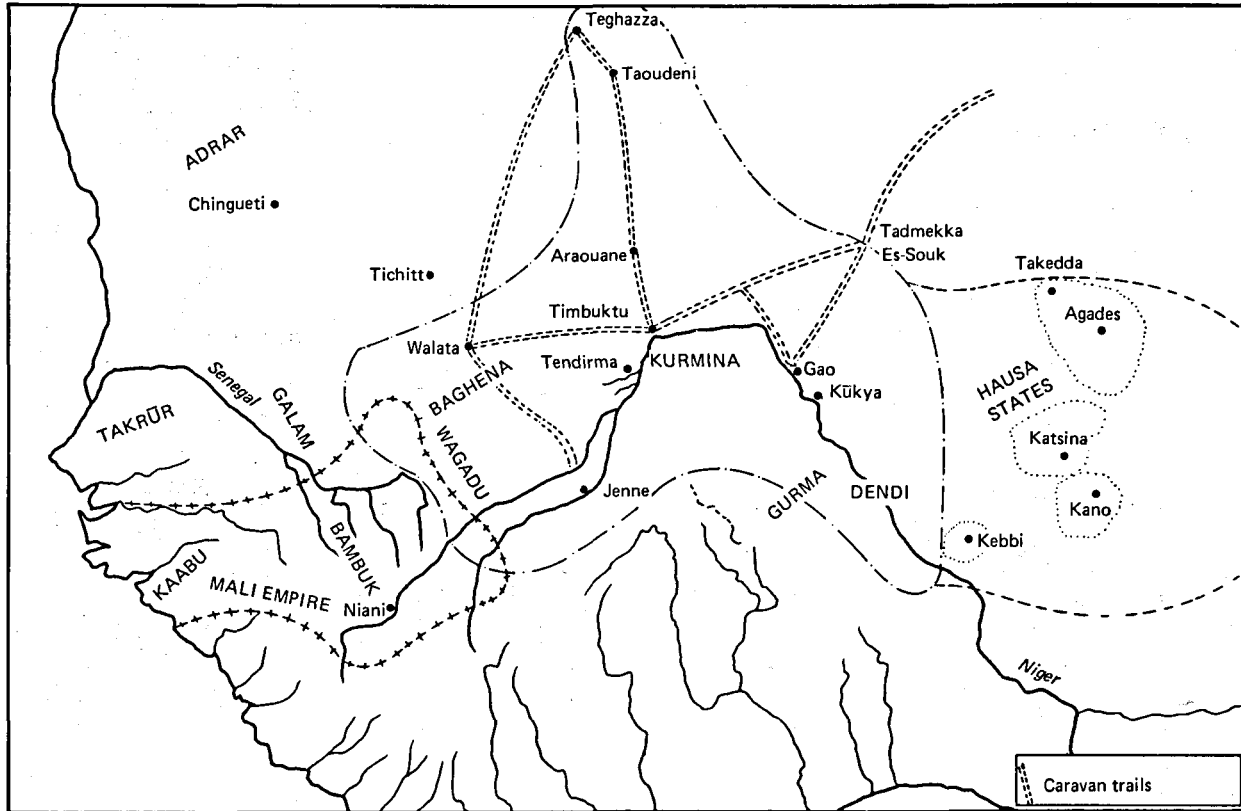 Teghazza
Taoudeni
ADRAR
Chingueti
Tichitt
Araouane
Tadmekka
Es-Souk
Takedda
Agades
Timbuktu
Walata
Tendirma
KURMINA
Gao
Kūkya
HAUSA
STATES
BAGHENA
Senegal
GALAM
TAKRŪR
WAGADU
Katsina
Jenne
GURMA
DENDI
Kano
Kebbi
BAMBUK
KAABU
MALI EMPIRE
Niani
Niger
Caravan trails